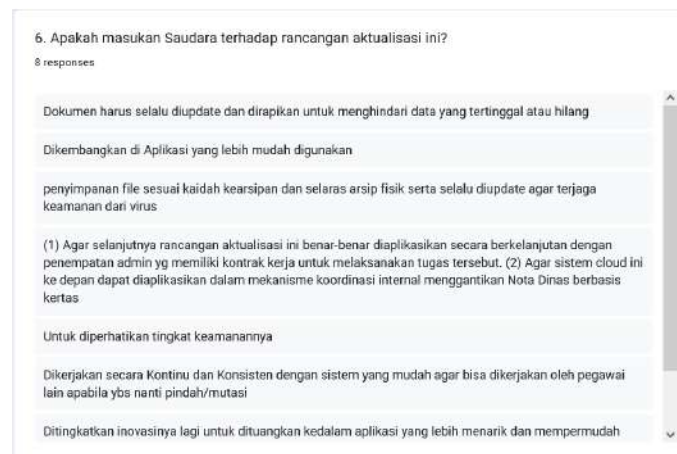 6. Apakah masukan Saudara terhadap rancangan aktualisasi ini?
8 responses
Dokumen harus selalu diupdate dan dirapikan untuk menghindari data yang tertinggal atau hilang
Dikembangkan di Aplikasi yang lebih mudah digunakan
penyimpanan file sesuai kaidah kearsipan dan selaras arsip fisik serta selalu diupdate agar terjaga
keamanan dari virus
(1) Agar selanjutnya rancangan aktualisasi ini benar-benar diaplikasikan secara berkelanjutan dengan
penempatan admin yg memiliki kontrak kerja untuk melaksanakan tugas tersebut. (2) Agar sistem cloud ini
ke depan dapat diaplikasikan dalam mekanisme koordinasi internal menggantikan Nota Dinas berbasis
kertas
Untuk diperhatikan tingkat keamanannya
Dikerjakan secara Kontinu dan Konsisten dengan sistem yang mudah agar bisa dikerjakan oleh pegawai
lain apabila ybs nanti pindah/mutasi
Ditingkatkan inovasinya lagi untuk dituangkan kedalam aplikasi yang lebih menarik dan mempermudah